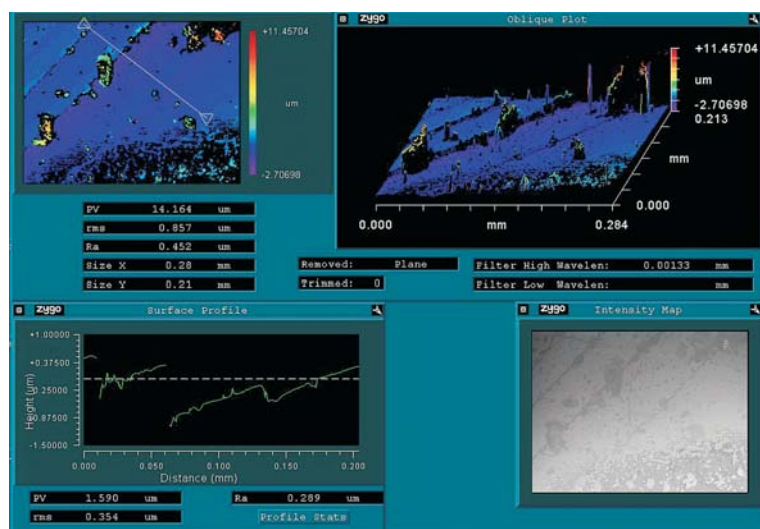 +11.45704
um
-2.70698
PV 14.164 um
rms 0.857 um
Ra 0.452 um
Size X 0.28 mm
Size Y 0.21 mm
zygo Oblique Plot
+11.45704
um
-2.70698
0.213
mm
0.000
0.000 mm 0.284
Removed: Plane
Trimmed: 0
Filter High Wavelen: 0.00133 mm
Filter Low Wavelen: mm
zygo Surface Profile
+1.00000
+0.37500
-0.25000
-0.87500
-1.50000
Height (µm)
0.000 0.050 0.100 0.150 0.200
Distance (mm)
PV 1.590 um
rms 0.354 um
Ra 0.289 um
Profile Stats
zygo Intensity Map